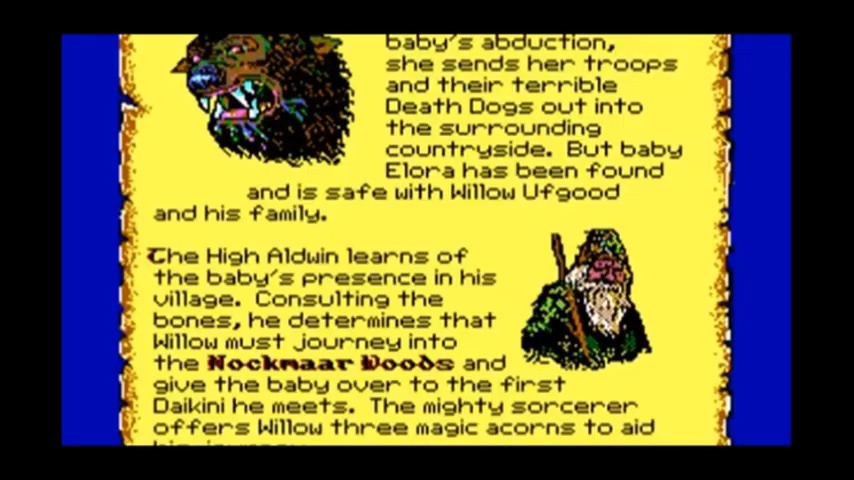 baby's abduction,
she sends her troops
and their terrible
Death Dogs out into
the surrounding
countryside. But baby
Elora has been found
and is safe with Willow Ufgood
and his family.
The High Aldwin learns of
the baby's presence in his
village. Consulting the
bones, he determines that
Willow must journey into
the Nockmaar Woods and
give the baby over to the first
Daikini he meets. The mighty sorcerer
offers Willow three magic acorns to aid